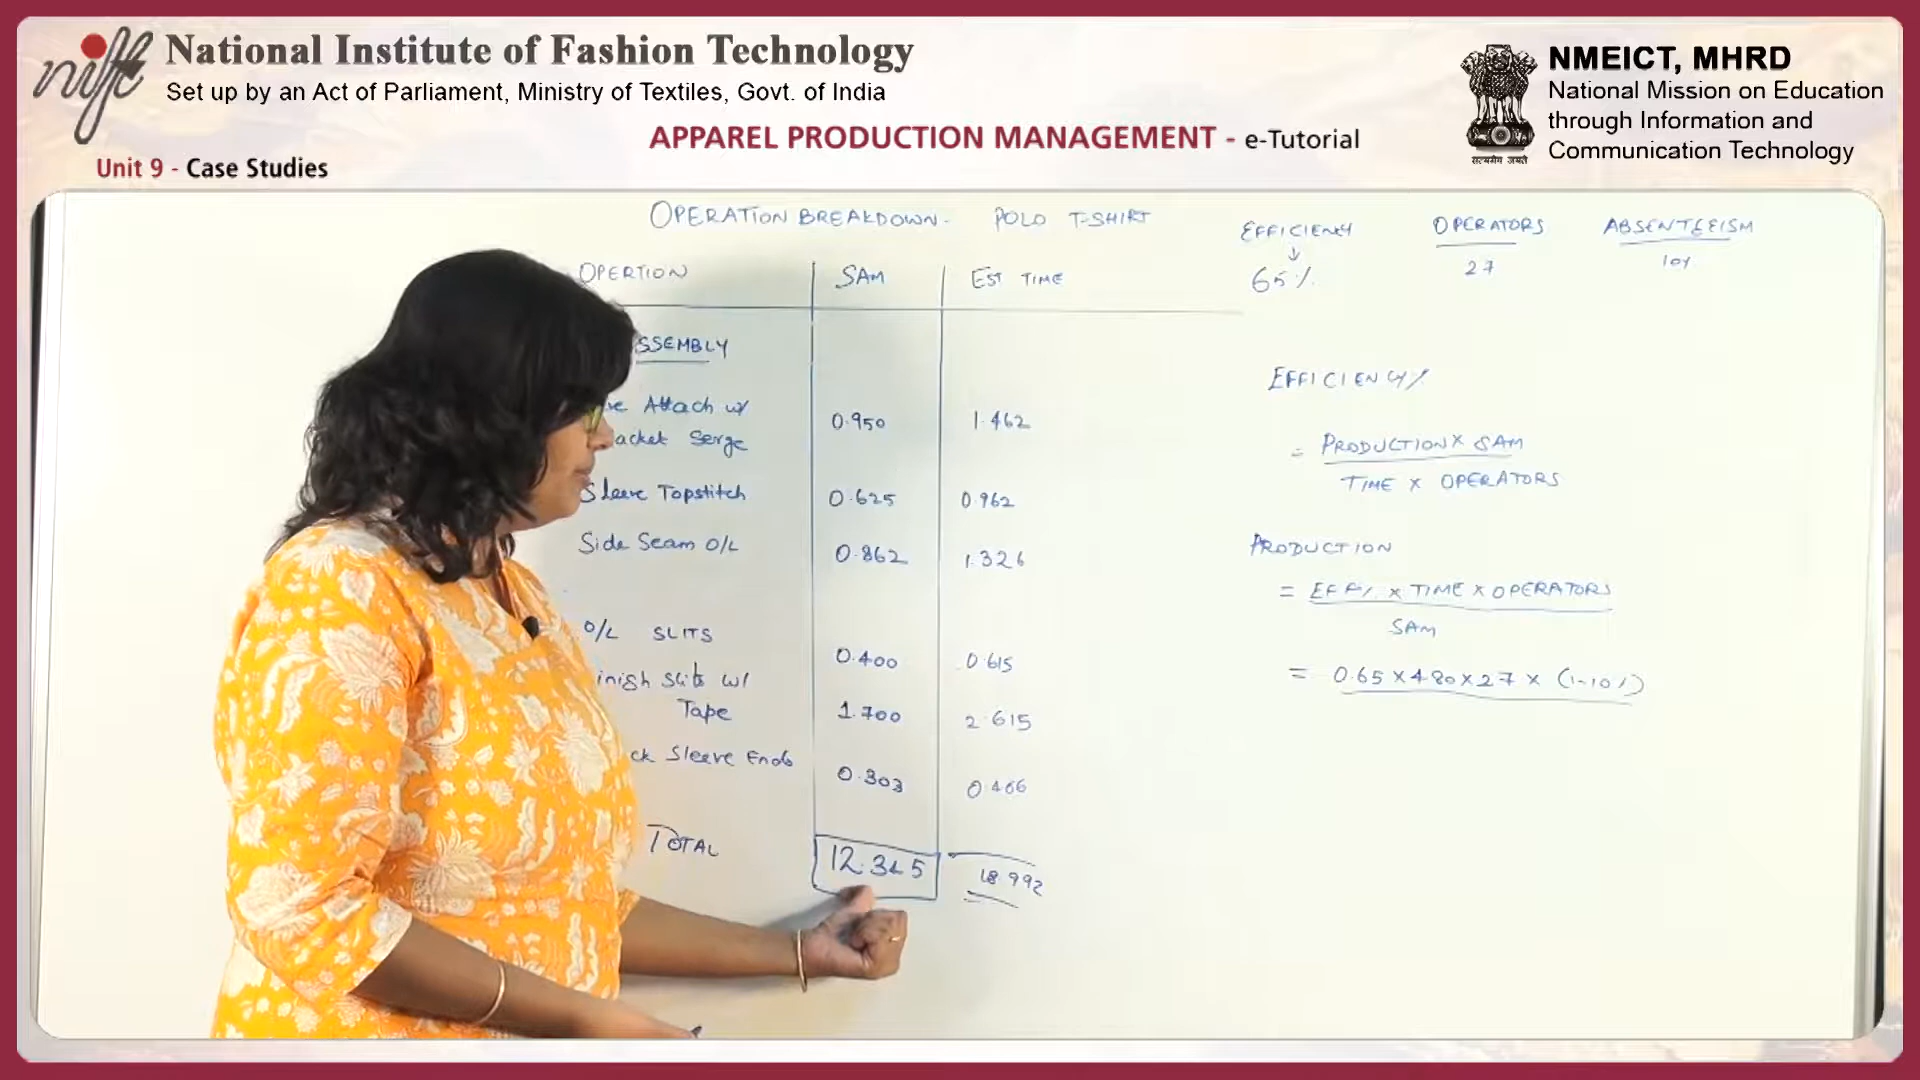 nift
National Institute of Fashion Technology
Set up by an Act of Parliament, Ministry of Textiles, Govt. of India
NMEICT, MHRD
National Mission on Education
through Information and
Communication Technology
सत्यमेव जयते
APPAREL PRODUCTION MANAGEMENT - e-Tutorial
Unit 9 - Case Studies
OPERATION BREAKDOWN - POLO T-SHIRT
OPERTION SAM EST TIME
SSEMBLY
Attach w/ 0.950 1.462
Serge
Sleeve Topstitch 0.625 0.962
Side Seam O/L 0.862 1.326
O/L SLITS 0.400 0.615
Slits w/
Tape 1.700 2.615
Sleeve Ends 0.303 0.466
TOTAL 12.345 18.992
EFFICIENCY OPERATORS ABSENTEEISM
65% 27 10%
EFFICIENCY %
= PRODUCTION X SAM
TIME X OPERATORS
PRODUCTION
= EFF% X TIME X OPERATORS
SAM
= 0.65 X 480 X 27 X (1-10%)